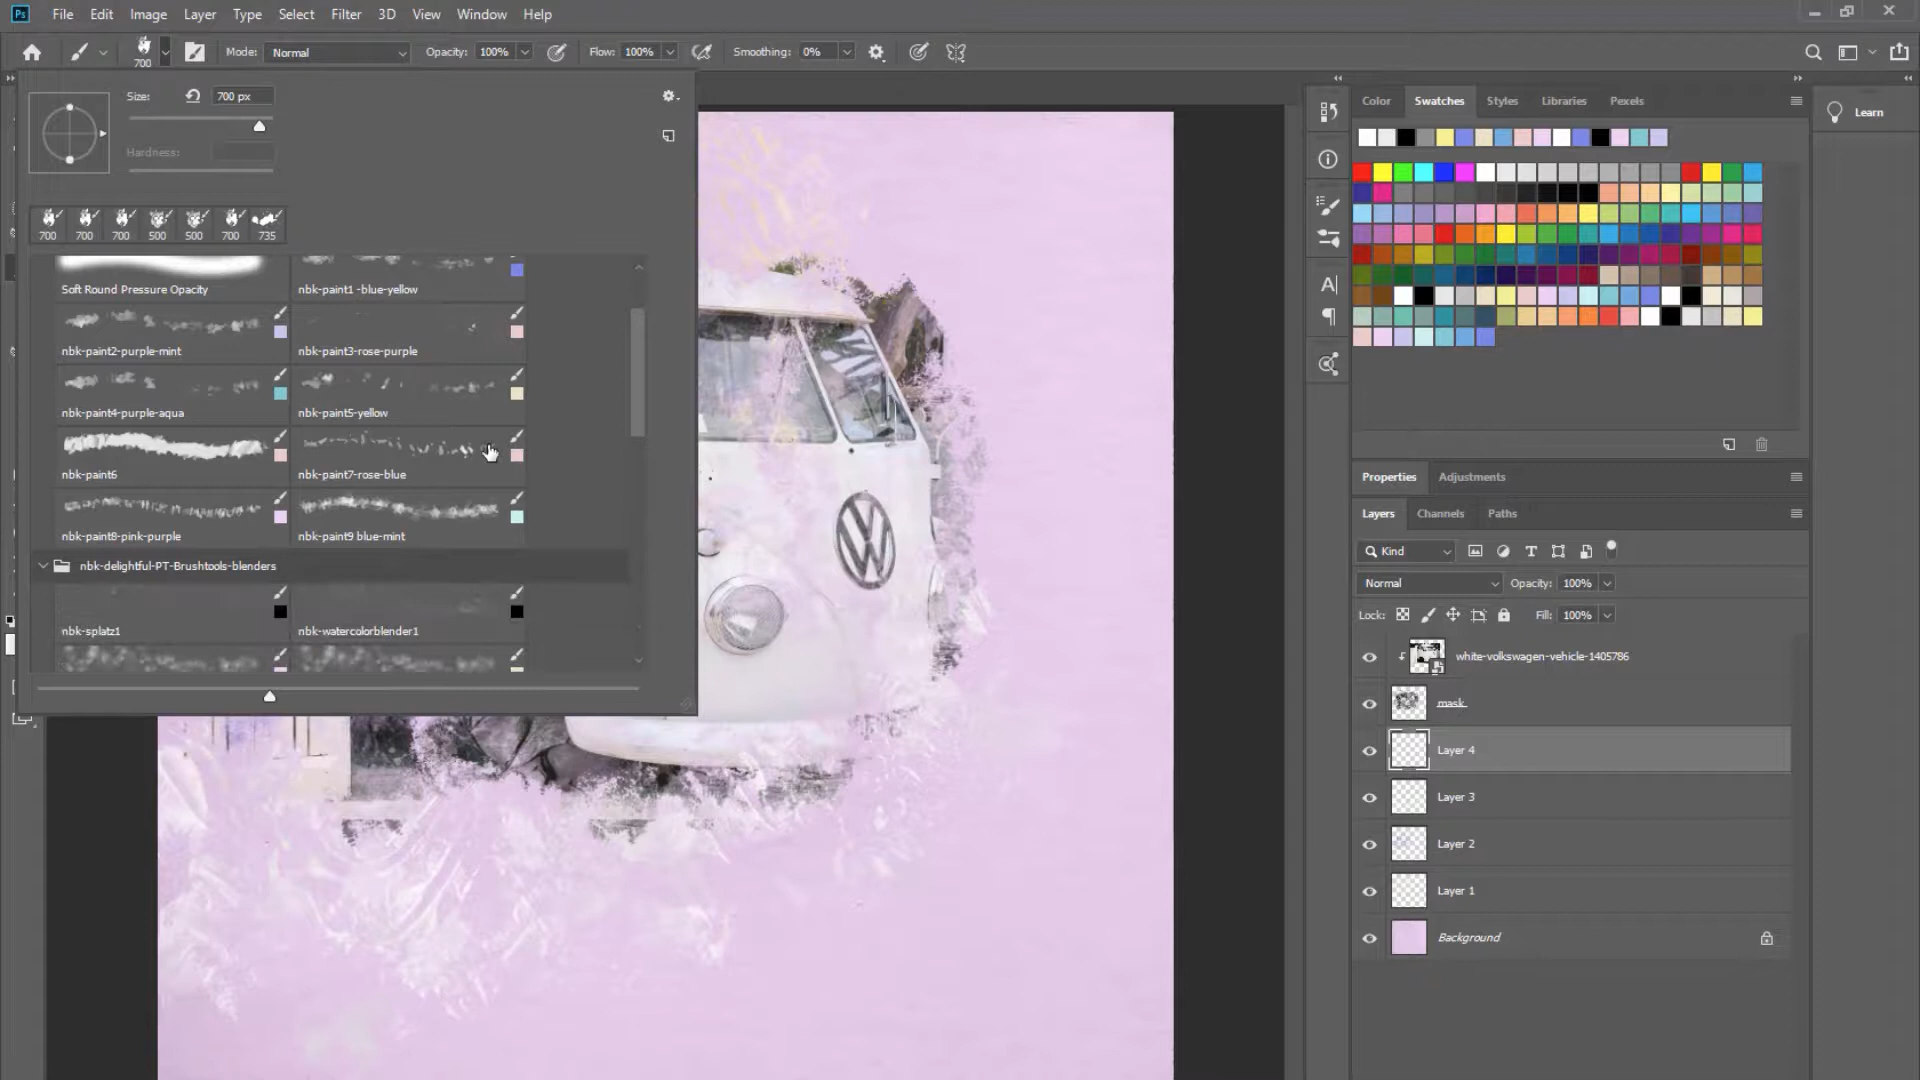 Ps File Edit Image Layer Type Select Filter 3D View Window Help
700 Mode: Normal Opacity: 100% Flow: 100% Smoothing: 0%
Size: 700 px
Hardness:
700 700 700 500 500 700 735
Soft Round Pressure Opacity nbk-paint1 -blue-yellow
nbk-paint2-purple-mint nbk-paint3-rose-purple
nbk-paint4-purple-aqua nbk-paint5-yellow
nbk-paint6 nbk-paint7-rose-blue
nbk-paint8-pink-purple nbk-paint9 blue-mint
nbk-delightful-PT-Brushtools-blenders
nbk-splatz1 nbk-watercolorblender1
VW
Color Swatches Styles Libraries Pexels
Learn
Properties Adjustments
Layers Channels Paths
Kind
Normal Opacity: 100%
Lock: Fill: 100%
white-volkswagen-vehicle-1405786
mask
Layer 4
Layer 3
Layer 2
Layer 1
Background